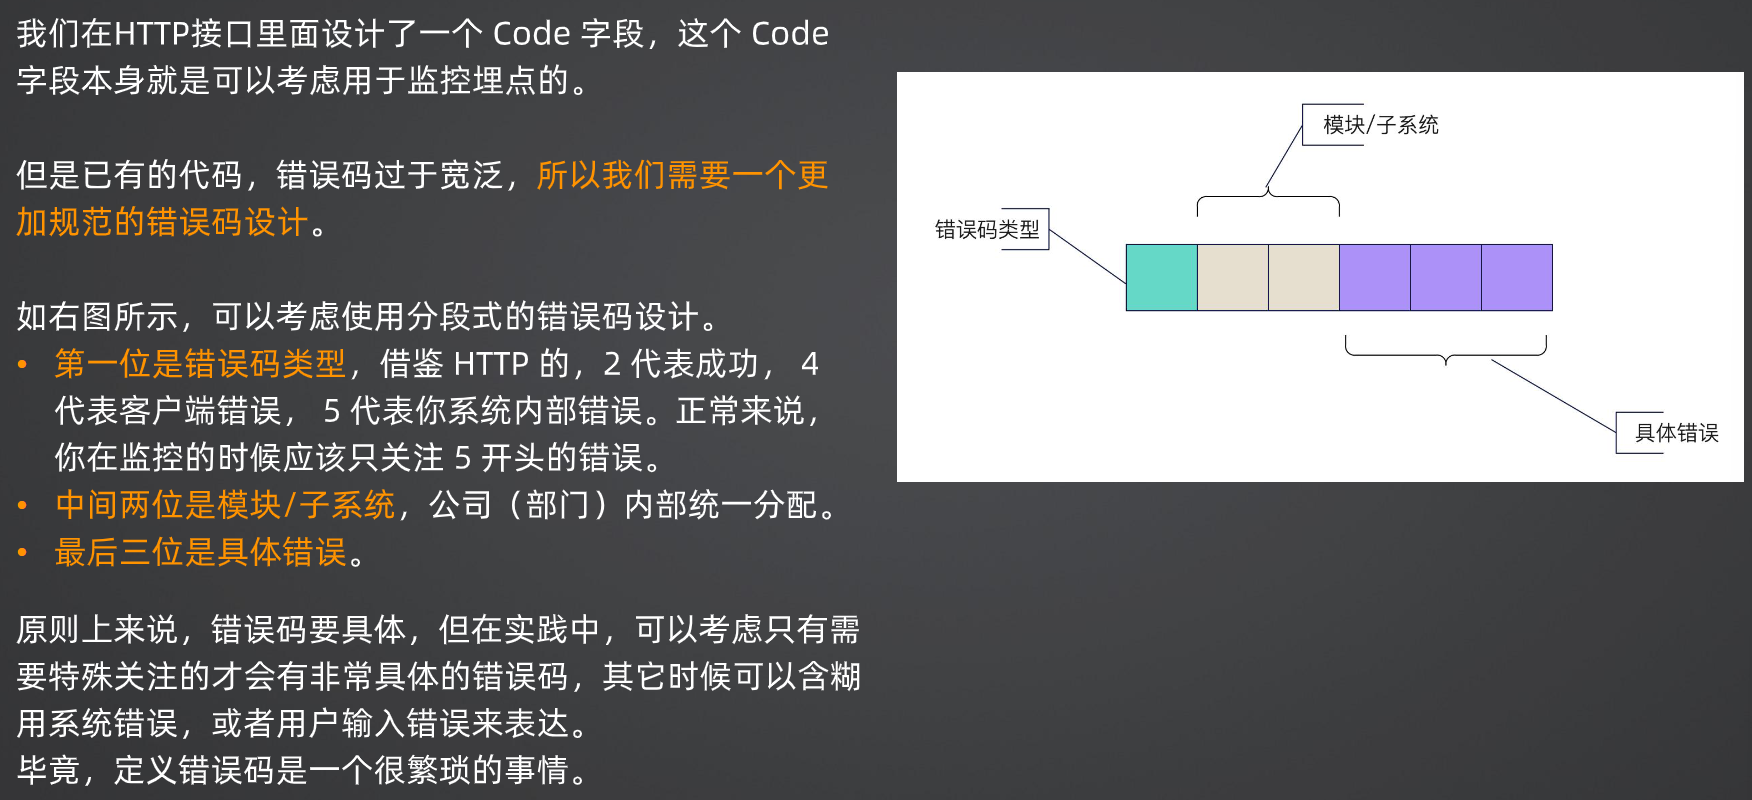 我们在HTTP接口里面设计了一个 Code 字段，这个 Code
字段本身就是可以考虑用于监控埋点的。
但是已有的代码，错误码过于宽泛，所以我们需要一个更
加规范的错误码设计。
如右图所示，可以考虑使用分段式的错误码设计。
• 第一位是错误码类型，借鉴 HTTP 的，2 代表成功， 4
代表客户端错误， 5 代表你系统内部错误。正常来说，
你在监控的时候应该只关注 5 开头的错误。
• 中间两位是模块/子系统，公司（部门）内部统一分配。
• 最后三位是具体错误。
原则上来说，错误码要具体，但在实践中，可以考虑只有需
要特殊关注的才会有非常具体的错误码，其它时候可以含糊
用系统错误，或者用户输入错误来表达。
毕竟，定义错误码是一个很繁琐的事情。
模块/子系统
错误码类型
具体错误